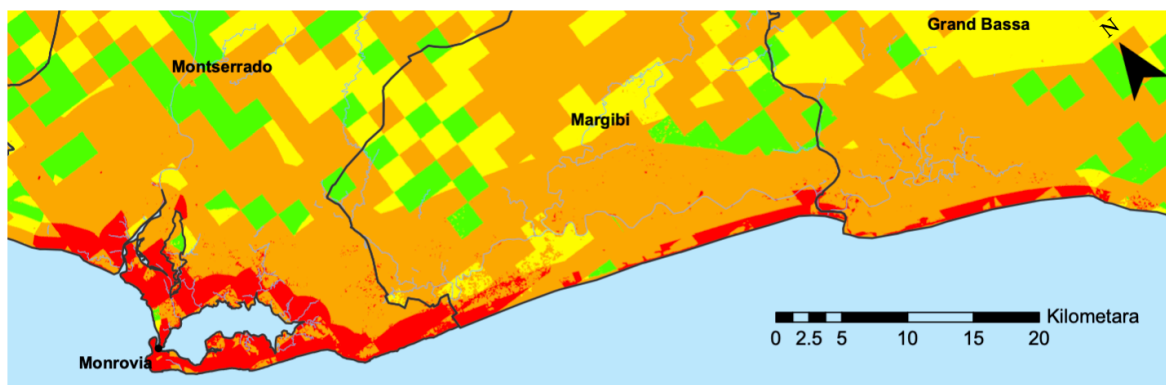 Grand Bassa
N
Montserrado
Margibi
Monrovia
Kilometara
0 2.5 5 10 15 20